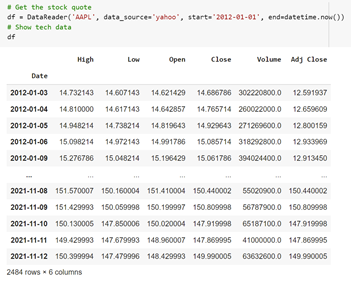 # Get the stock quote
df = DataReader('AAPL', data_source='yahoo', start='2012-01-01', end=datetime.now())
# Show tech data
df
High Low Open Close Volume Adj Close
Date
2012-01-03 14.732143 14.607143 14.621429 14.686786 302220800.0 12.591937
2012-01-04 14.810000 14.617143 14.642857 14.765714 260022000.0 12.659609
2012-01-05 14.948214 14.738214 14.819643 14.929643 271269600.0 12.800159
2012-01-06 15.098214 14.972143 14.991786 15.085714 318292800.0 12.933969
2012-01-09 15.276786 15.048214 15.196429 15.061786 394024400.0 12.913450
... ... ... ... ... ... ...
2021-11-08 151.570007 150.160004 151.410004 150.440002 55020900.0 150.440002
2021-11-09 151.429993 150.059998 150.199997 150.809998 56787900.0 150.809998
2021-11-10 150.130005 147.850006 150.020004 147.919998 65187100.0 147.919998
2021-11-11 149.429993 147.679993 148.960007 147.869995 41000000.0 147.869995
2021-11-12 150.399994 147.479996 148.429993 149.990005 63632600.0 149.990005
2484 rows × 6 columns